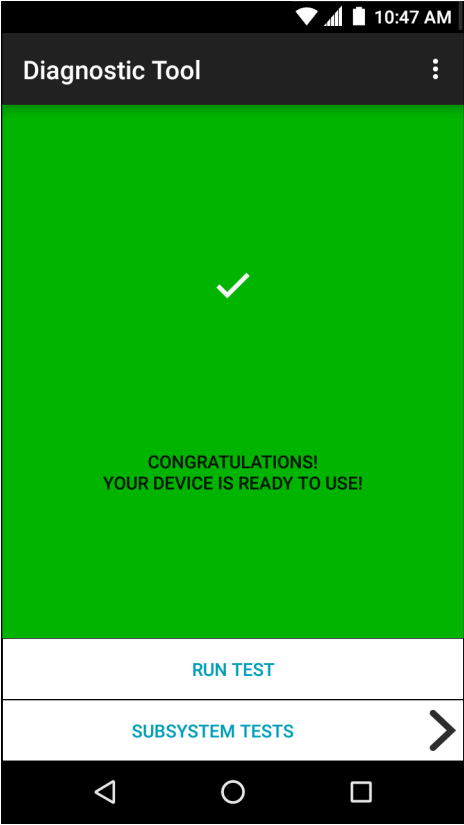 10:47 AM
Diagnostic Tool
CONGRATULATIONS!
YOUR DEVICE IS READY TO USE!
RUN TEST
SUBSYSTEM TESTS